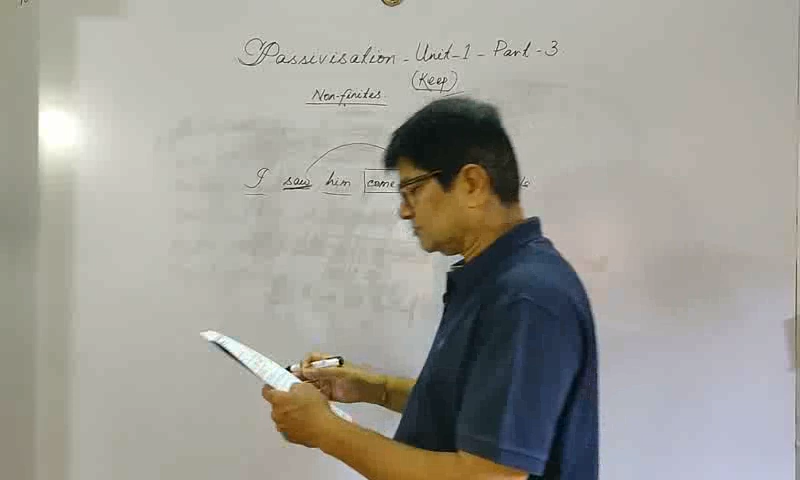 Passivisation - Unit-1 - Part-3
(Keep)
Non-finites.
I saw him come